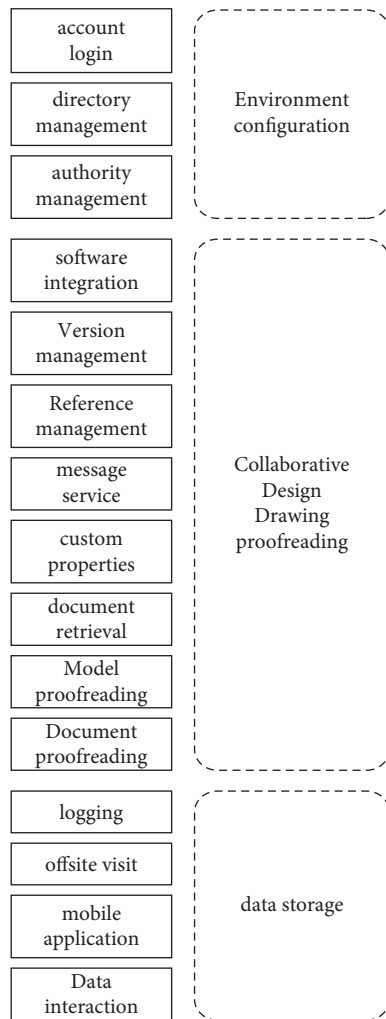 account
login
directory
management
authority
management
Environment
configuration
software
integration
Version
management
Reference
management
message
service
custom
properties
document
retrieval
Model
proofreading
Document
proofreading
Collaborative
Design
Drawing
proofreading
logging
offsite visit
mobile
application
Data
interaction
data storage